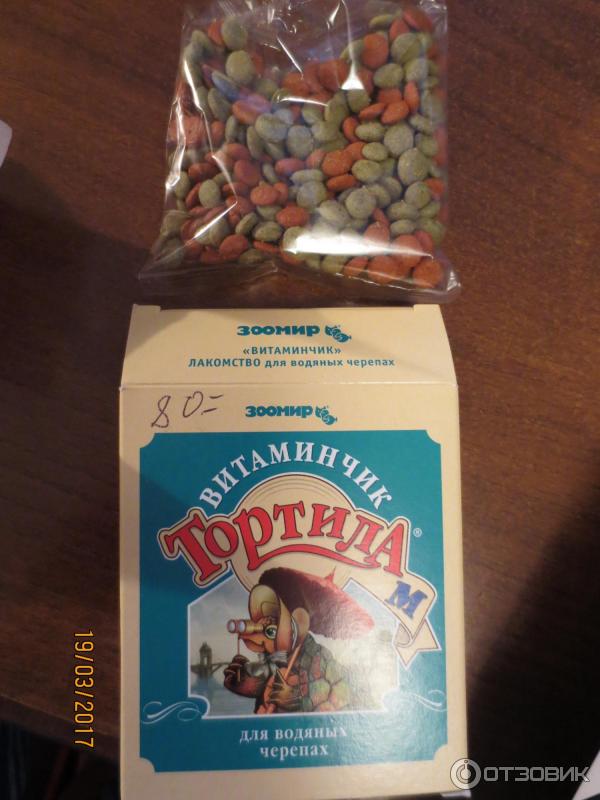 ЗООМИР
«ВИТАМИНЧИК»
ЛАКОМСТВО для водяных черепах
80=
ЗООМИР
ВИТАМИНЧИК
ТОРТИЛА®
М
для водяных
черепах
19/03/2017
ОТЗОВИК